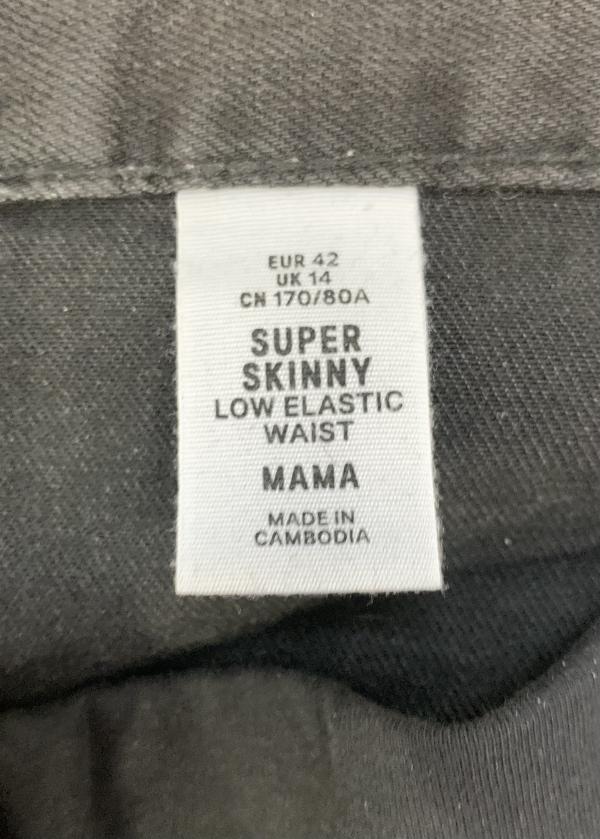 EUR 42
UK 14
CN 170/80A
SUPER
SKINNY
LOW ELASTIC
WAIST
MAMA
MADE IN
CAMBODIA